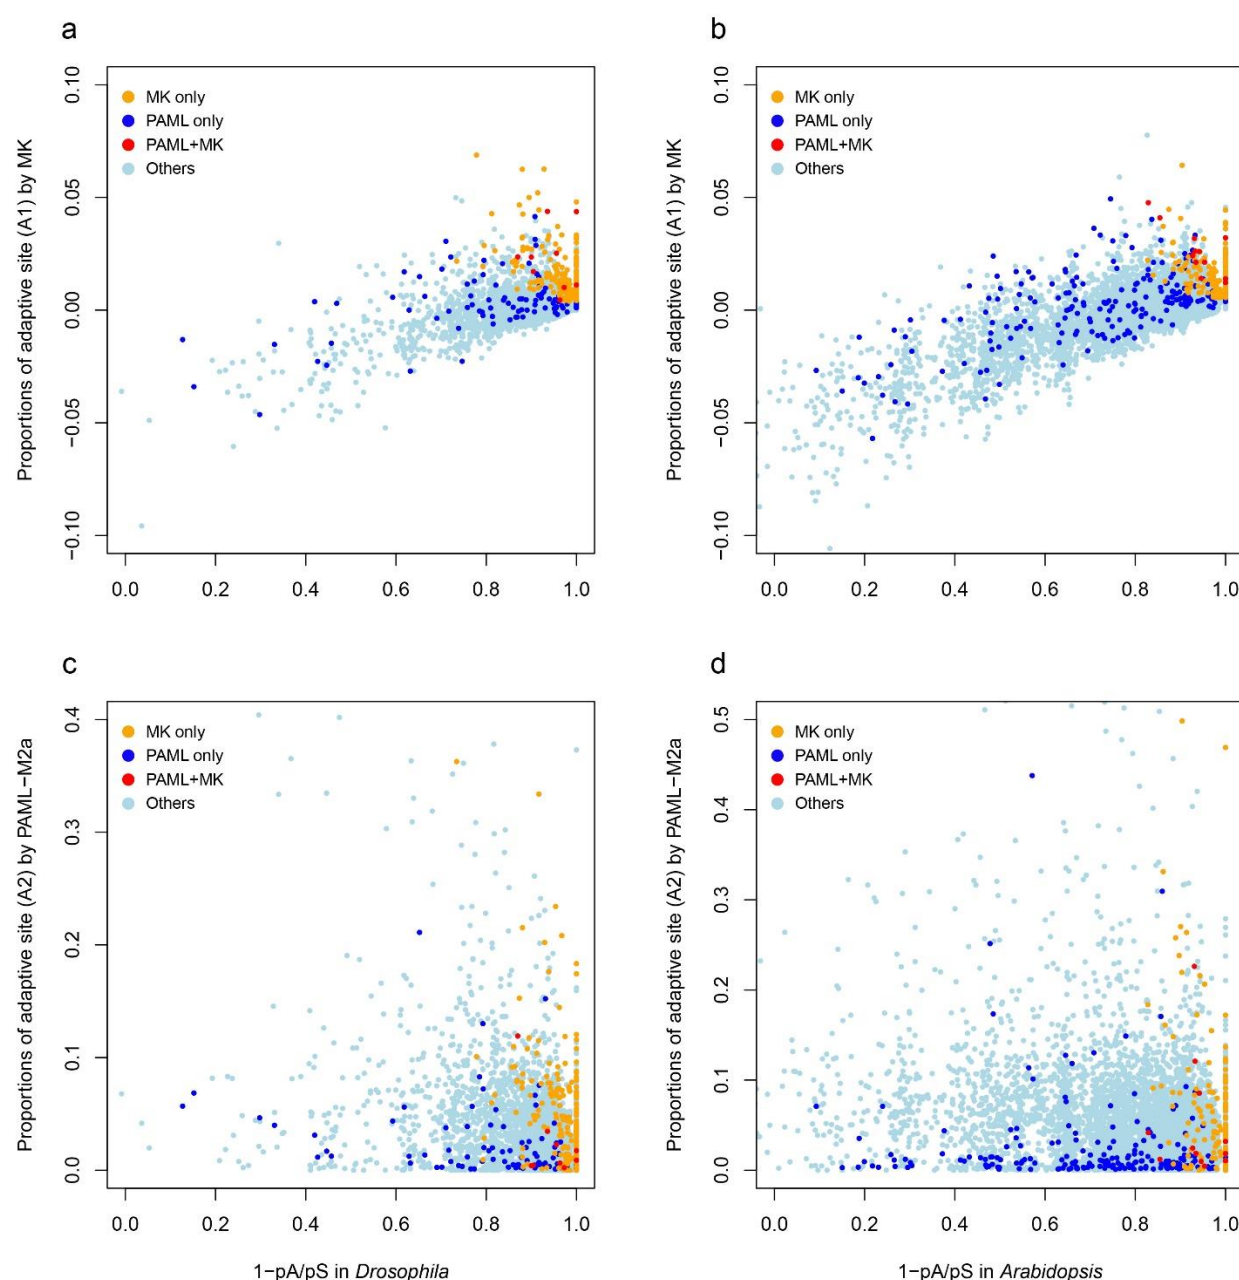 a
0.10
0.05
0.00
−0.05
−0.10
Proportions of adaptive site (A1) by MK
MK only
PAML only
PAML+MK
Others
0.0 0.2 0.4 0.6 0.8 1.0
b
0.10
0.05
0.00
−0.05
−0.10
Proportions of adaptive site (A1) by MK
MK only
PAML only
PAML+MK
Others
0.0 0.2 0.4 0.6 0.8 1.0
c
0.4
0.3
0.2
0.1
0.0
Proportions of adaptive site (A2) by PAML−M2a
MK only
PAML only
PAML+MK
Others
0.0 0.2 0.4 0.6 0.8 1.0
1−pA/pS in Drosophila
d
0.5
0.4
0.3
0.2
0.1
0.0
Proportions of adaptive site (A2) by PAML−M2a
MK only
PAML only
PAML+MK
Others
0.0 0.2 0.4 0.6 0.8 1.0
1−pA/pS in Arabidopsis